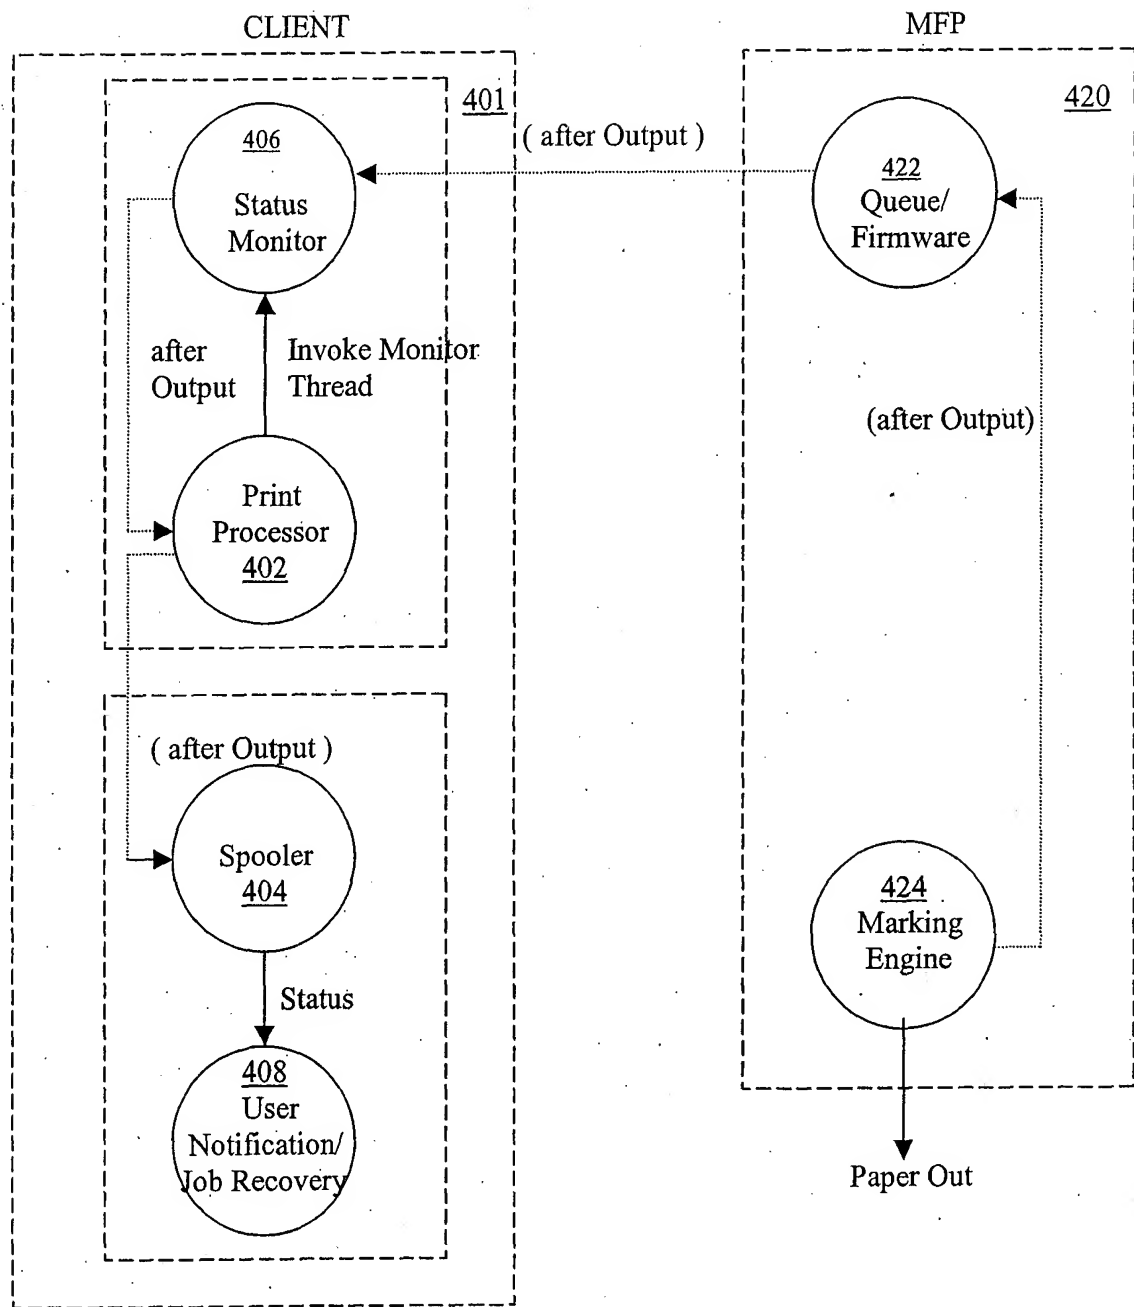 CLIENT
MFP
401
420
406
Status
Monitor
( after Output )
422
Queue/
Firmware
after
Output
Invoke Monitor
Thread
(after Output)
Print
Processor
402
( after Output )
Spooler
404
424
Marking
Engine
Status
408
User
Notification/
Job Recovery
Paper Out